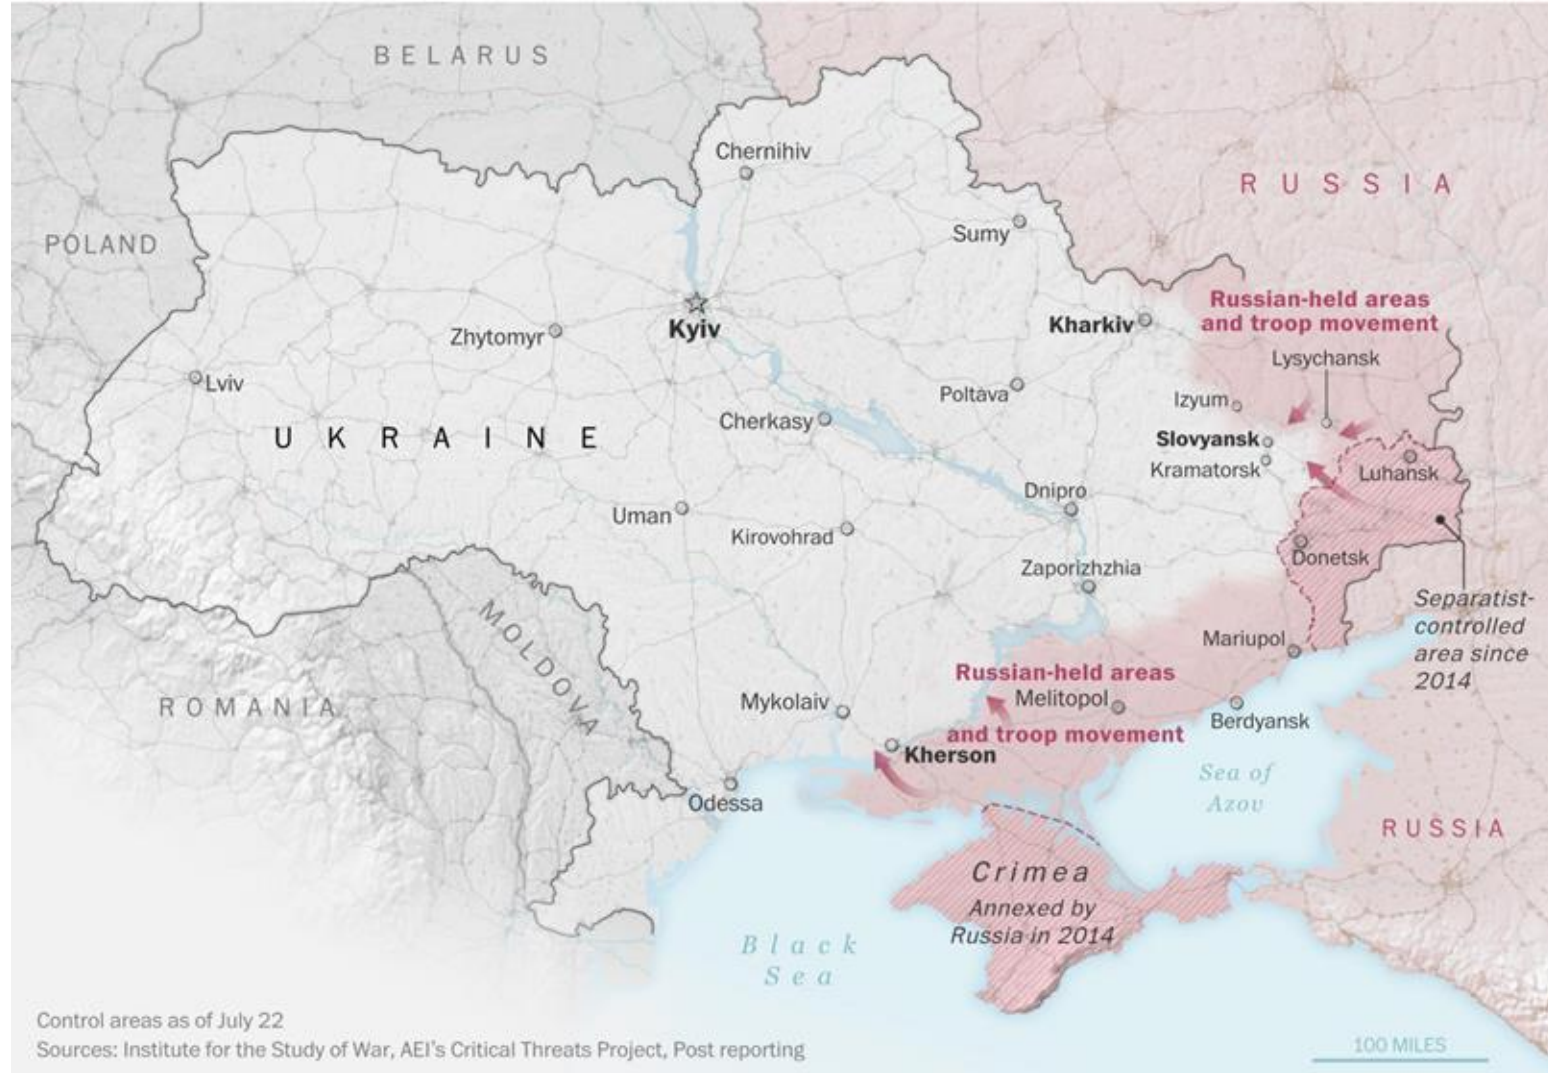 BELARUS
Chernihiv
RUSSIA
Sumy
POLAND
Russian-held areas
and troop movement
Kharkiv
Kyiv
Zhytomyr
Lysychansk
Lviv
Poltava
Izyum
Cherkasy
UKRAINE
Slovyansk
Kramatorsk
Luhansk
Dnipro
Uman
Kirovohrad
Donetsk
Zaporizhzhia
Separatist-
controlled
area since
2014
MOLDOVA
Mariupol
Russian-held areas
Melitopol
and troop movement
ROMANIA
Mykolaiv
Berdyansk
Kherson
Sea of
Azov
Odessa
RUSSIA
Crimea
Annexed by
Russia in 2014
Black
Sea
Control areas as of July 22
Sources: Institute for the Study of War, AEI's Critical Threats Project, Post reporting
100 MILES